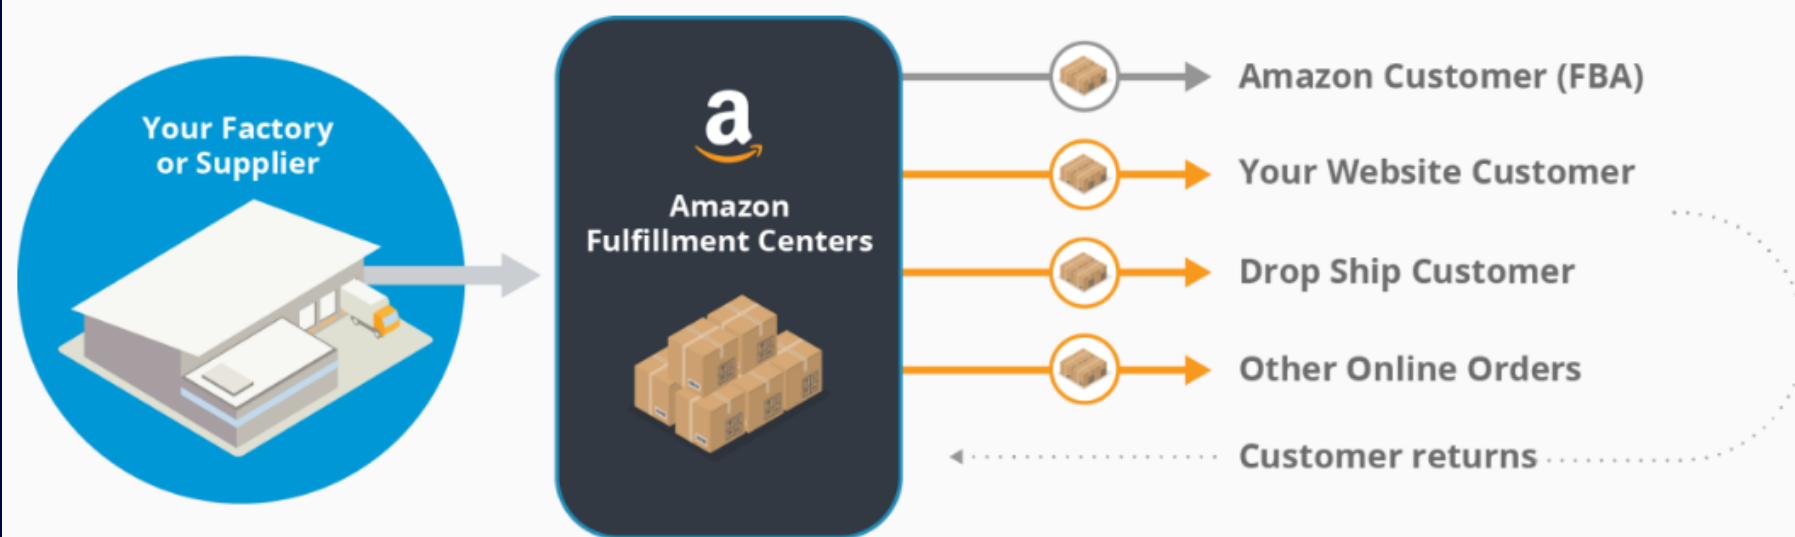 Your Factory
or Supplier
a
Amazon
Fulfillment Centers
Amazon Customer (FBA)
Your Website Customer
Drop Ship Customer
Other Online Orders
Customer returns